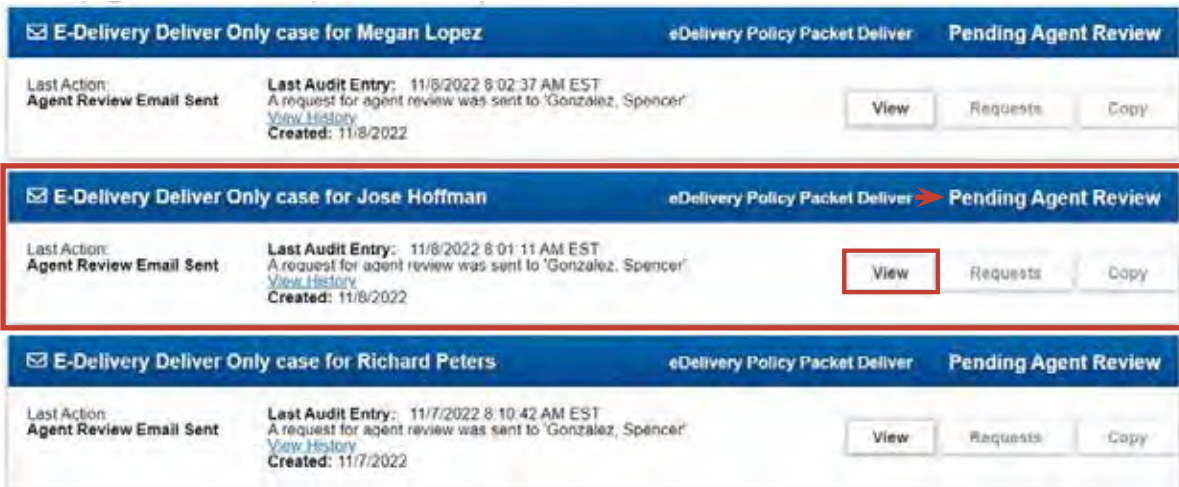 E-Delivery Deliver Only case for Megan Lopez eDelivery Policy Packet Deliver Pending Agent Review
Last Action: Last Audit Entry: 11/8/2022 8:02:37 AM EST
Agent Review Email Sent A request for agent review was sent to 'Gonzalez, Spencer'
View History View Requests Copy
Created: 11/8/2022
E-Delivery Deliver Only case for Jose Hoffman eDelivery Policy Packet Deliver Pending Agent Review
Last Action: Last Audit Entry: 11/8/2022 8:01:11 AM EST
Agent Review Email Sent A request for agent review was sent to 'Gonzalez, Spencer'
View History View Requests Copy
Created: 11/8/2022
E-Delivery Deliver Only case for Richard Peters eDelivery Policy Packet Deliver Pending Agent Review
Last Action: Last Audit Entry: 11/7/2022 8:10:42 AM EST
Agent Review Email Sent A request for agent review was sent to 'Gonzalez, Spencer'
View History View Requests Copy
Created: 11/7/2022